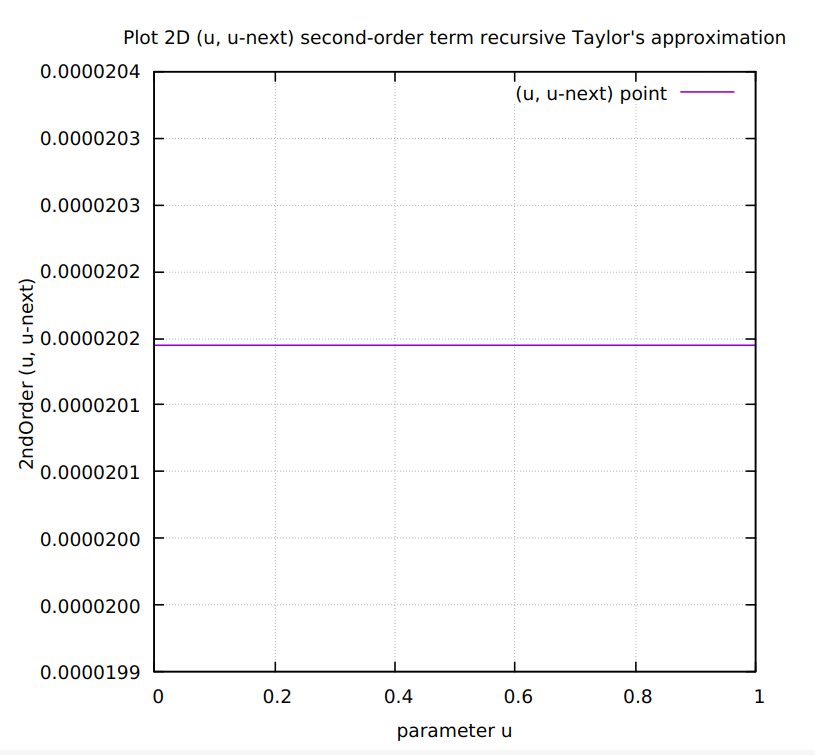 Plot 2D (u, u-next) second-order term recursive Taylor's approximation
0.0000204
(u, u-next) point
0.0000203
0.0000203
0.0000202
0.0000202
0.0000201
0.0000201
0.0000200
0.0000200
0.0000199
2ndOrder (u, u-next)
0 0.2 0.4 0.6 0.8 1
parameter u